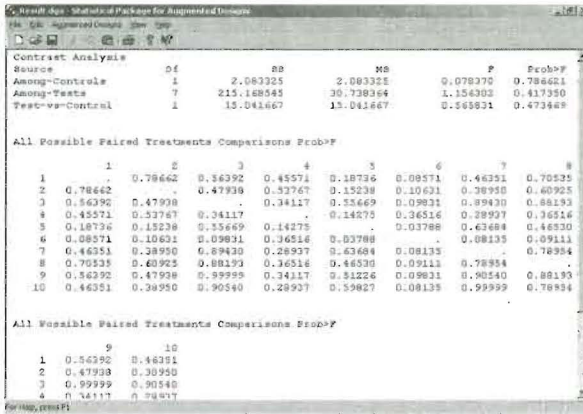 Result.dgn - Statistical Package for Augmented Designs
File Edit Augmented Designs View Help
Contrast Analysis
Source Df SS MS F Prob>F
Among-Controls 1 2.083325 2.083325 0.078370 0.786621
Among-Tests 7 215.168545 30.738364 1.156302 0.417350
Test-vs-Control 1 15.041667 15.041667 0.565831 0.473469
All Possible Paired Treatments Comparisons Prob>F
1 2 3 4 5 6 7 8
1 . 0.78662 0.56392 0.45571 0.18736 0.08571 0.46351 0.70535
2 0.78662 . 0.47938 0.53767 0.15238 0.10631 0.38950 0.60925
3 0.56392 0.47938 . 0.34117 0.55669 0.09831 0.89430 0.88193
4 0.45571 0.53767 0.34117 . 0.14275 0.36516 0.28937 0.36516
5 0.18736 0.15238 0.55669 0.14275 . 0.03788 0.63684 0.46530
6 0.08571 0.10631 0.09831 0.36516 0.03788 . 0.08135 0.09111
7 0.46351 0.38950 0.89430 0.28937 0.63684 0.08135 . 0.78954
8 0.70535 0.60925 0.88193 0.36516 0.46530 0.09111 0.78954 .
9 0.56392 0.47938 0.99999 0.34117 0.51226 0.09831 0.90540 0.88193
10 0.46351 0.38950 0.90540 0.28937 0.59827 0.08135 0.99999 0.78954
All Possible Paired Treatments Comparisons Prob>F
9 10
1 0.56392 0.46351
2 0.47938 0.38950
3 0.99999 0.90540
4 0.34117 0.28937
For Help, press F1